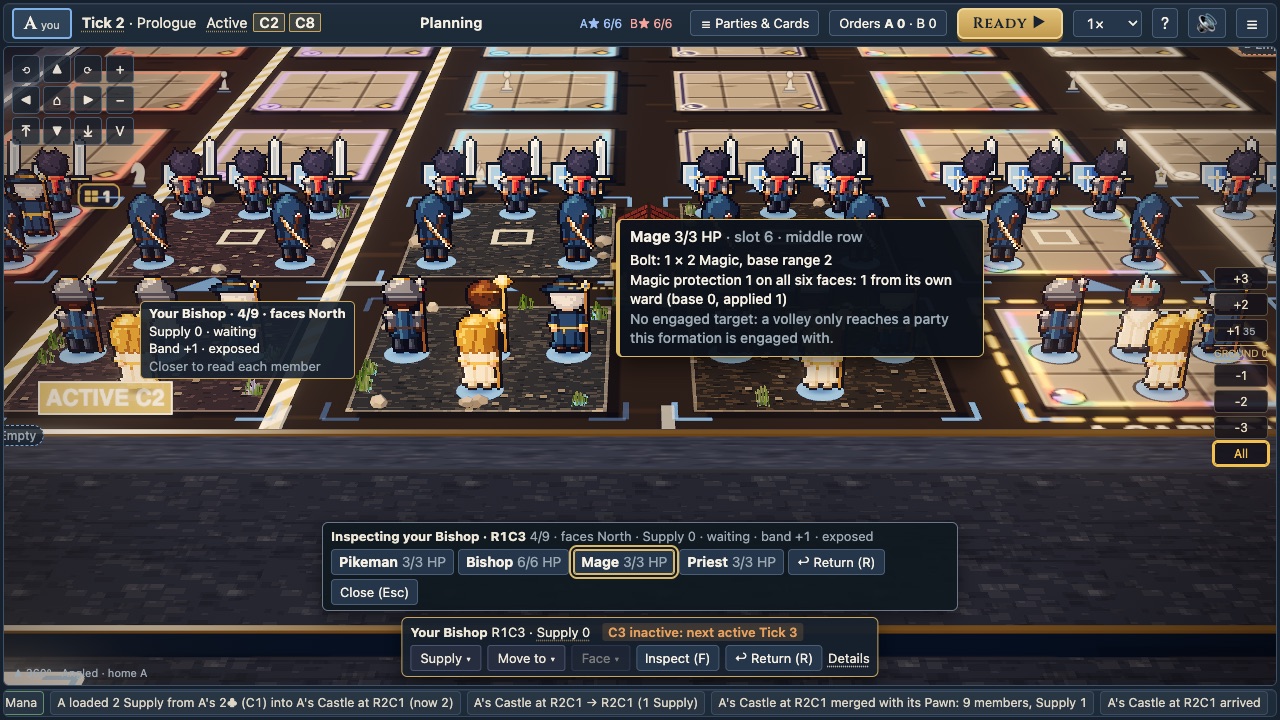 A you
Tick 2 · Prologue Active C2 C8
Planning
A★ 6/6 B★ 6/6
≡ Parties & Cards
Orders A 0 · B 0
READY ▶
1×
?
≡
+
−
V
1
Mage 3/3 HP · slot 6 · middle row
Bolt: 1 × 2 Magic, base range 2
Magic protection 1 on all six faces: 1 from its own
ward (base 0, applied 1)
No engaged target: a volley only reaches a party
this formation is engaged with.
Your Bishop · 4/9 · faces North
Supply 0 · waiting
Band +1 · exposed
Closer to read each member
ACTIVE C2
Empty
+3
+2
+1 35
GROUND 0
-1
-2
-3
All
Inspecting your Bishop · R1C3 4/9 · faces North · Supply 0 · waiting · band +1 · exposed
Pikeman 3/3 HP
Bishop 6/6 HP
Mage 3/3 HP
Priest 3/3 HP
↩ Return (R)
Close (Esc)
Your Bishop R1C3 · Supply 0 C3 inactive: next active Tick 3
Supply ▾
Move to ▾
Face ▾
Inspect (F)
↩ Return (R)
Details
· home A
Mana
A loaded 2 Supply from A's 2♣ (C1) into A's Castle at R2C1 (now 2)
A's Castle at R2C1 → R2C1 (1 Supply)
A's Castle at R2C1 merged with its Pawn: 9 members, Supply 1
A's Castle at R2C1 arrived